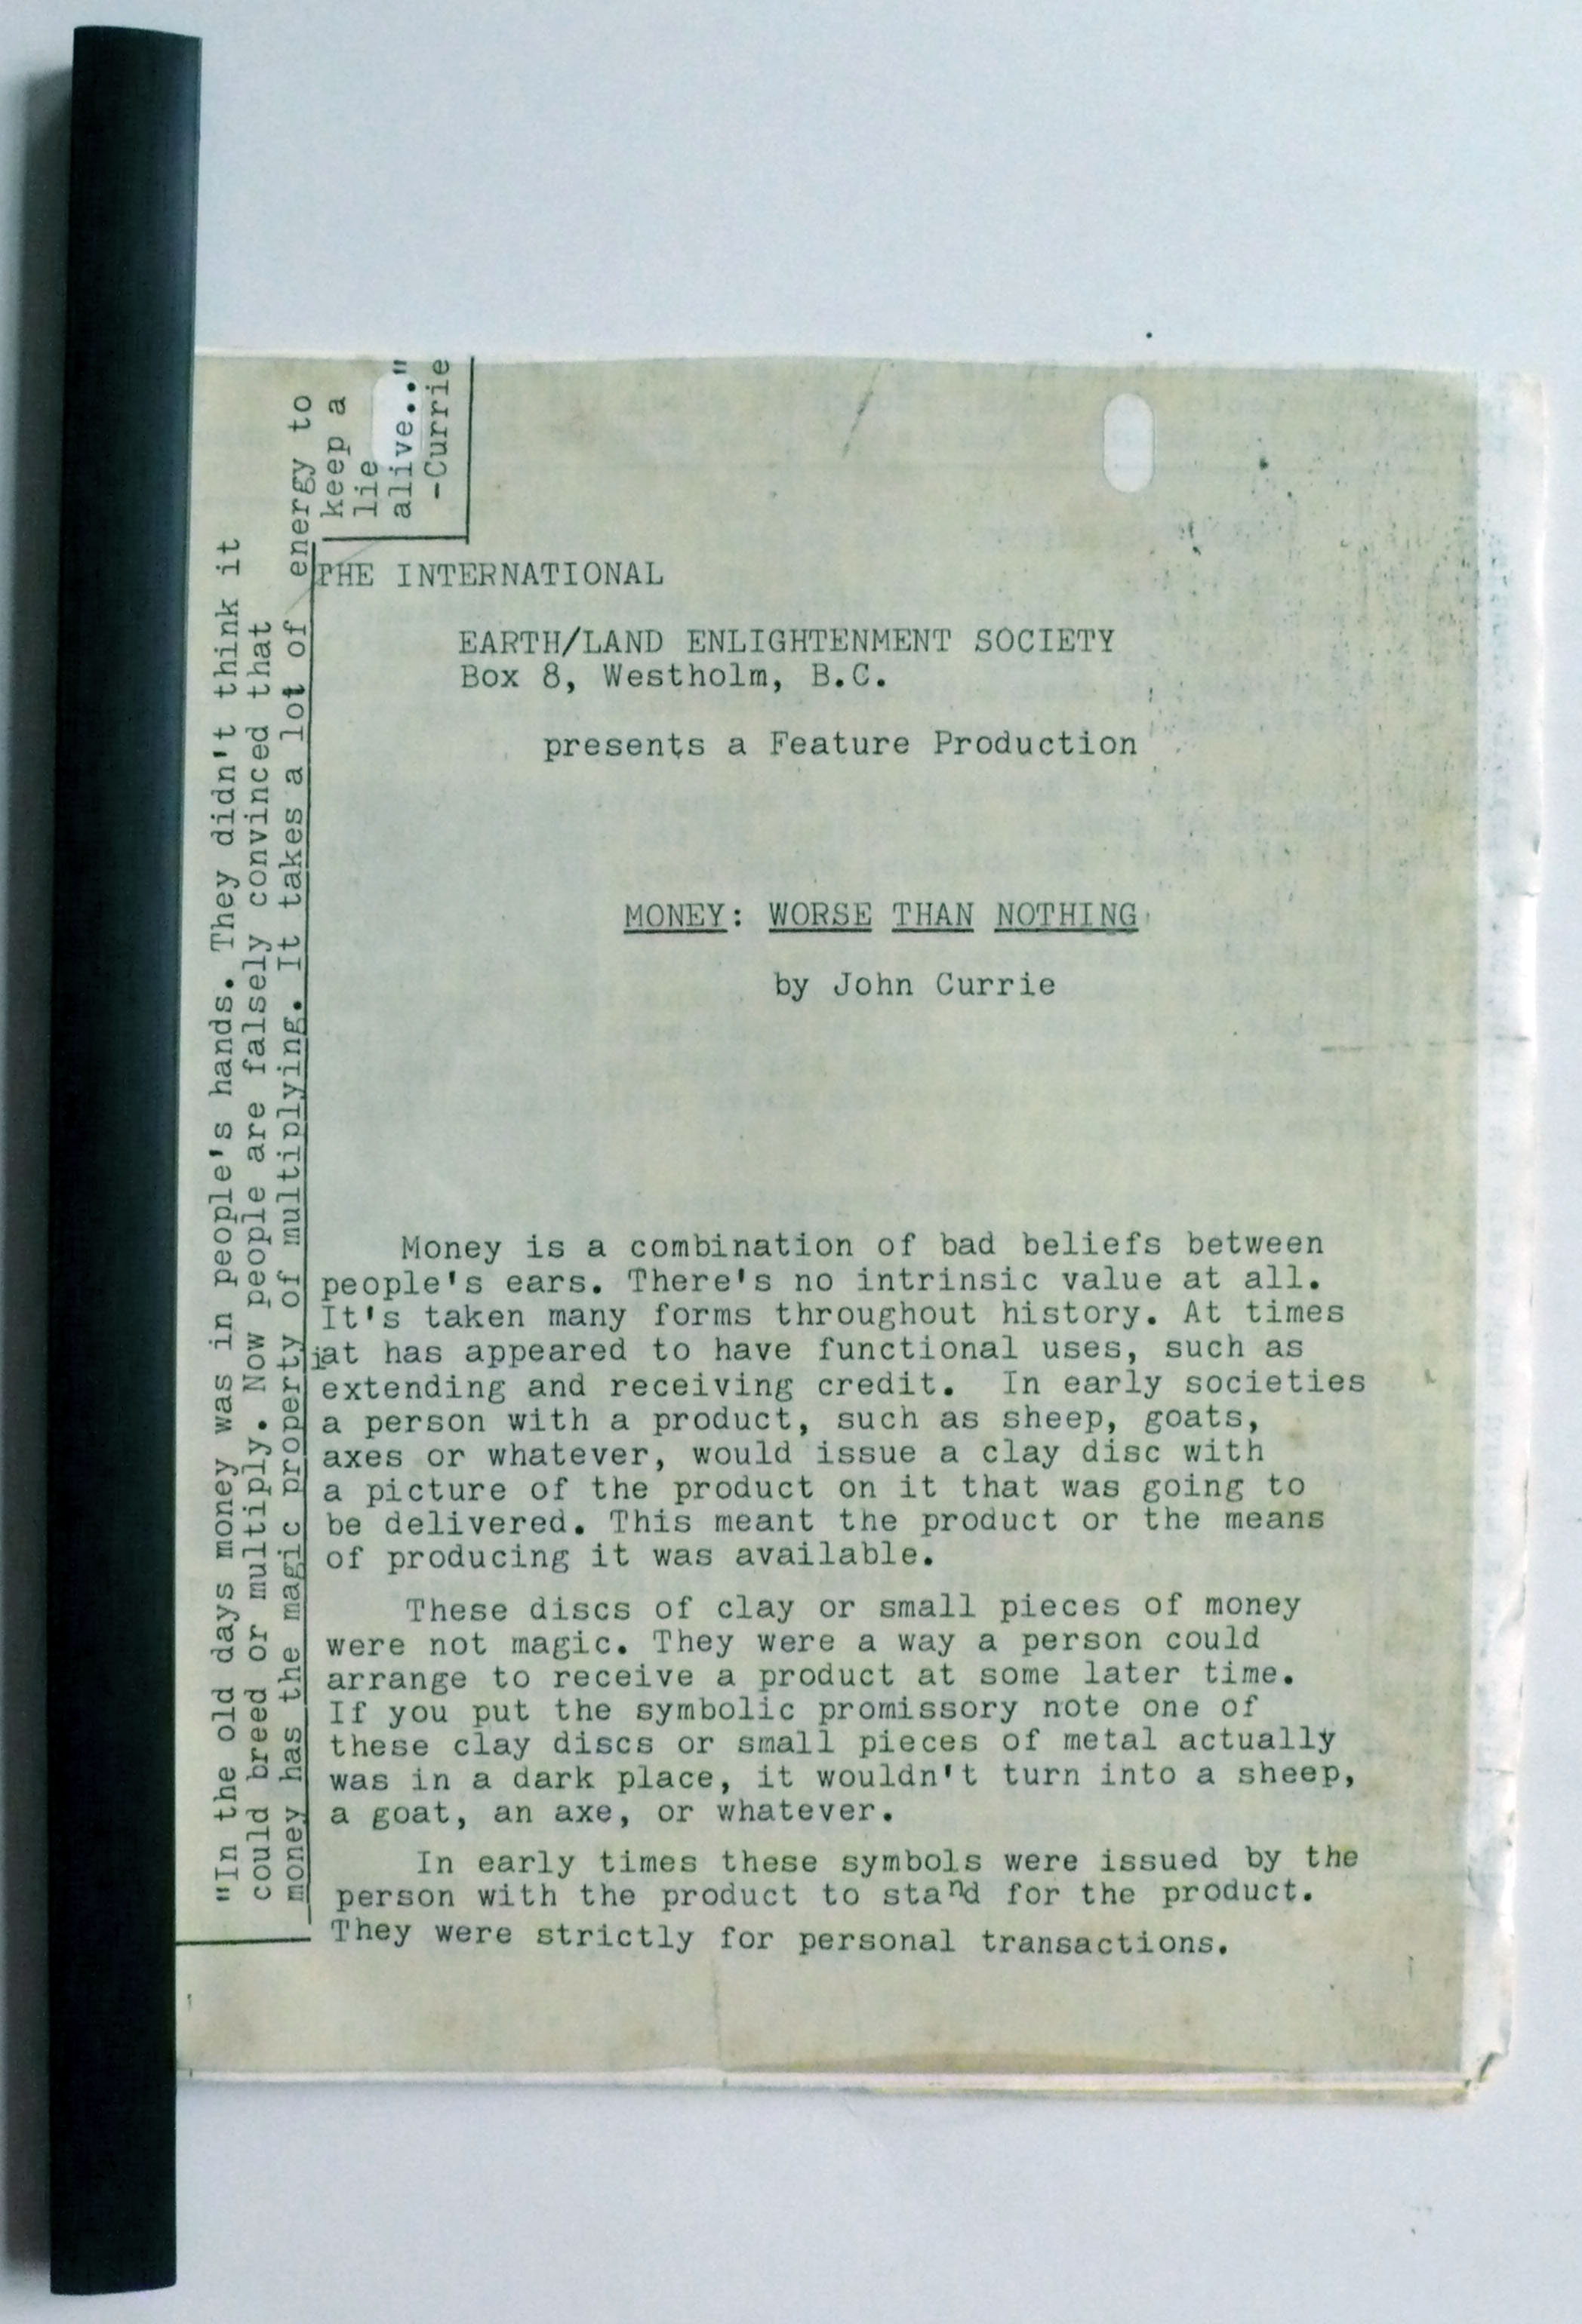 "In the old days money was in people's hands. They didn't think it
could breed or multiply. Now people are falsely convinced that
money has the magic property of multiplying. It takes a lot of energy to
keep a
lie
alive.."
-Currie
THE INTERNATIONAL
EARTH/LAND ENLIGHTENMENT SOCIETY
Box 8, Westholm, B.C.
presents a Feature Production
MONEY: WORSE THAN NOTHING
by John Currie
Money is a combination of bad beliefs between
people's ears. There's no intrinsic value at all.
It's taken many forms throughout history. At times
iat has appeared to have functional uses, such as
extending and receiving credit.  In early societies
a person with a product, such as sheep, goats,
axes or whatever, would issue a clay disc with
a picture of the product on it that was going to
be delivered. This meant the product or the means
of producing it was available.
These discs of clay or small pieces of money
were not magic. They were a way a person could
arrange to receive a product at some later time.
If you put the symbolic promissory note one of
these clay discs or small pieces of metal actually
was in a dark place, it wouldn't turn into a sheep,
a goat, an axe, or whatever.
In early times these symbols were issued by the
person with the product to stand for the product.
They were strictly for personal transactions.